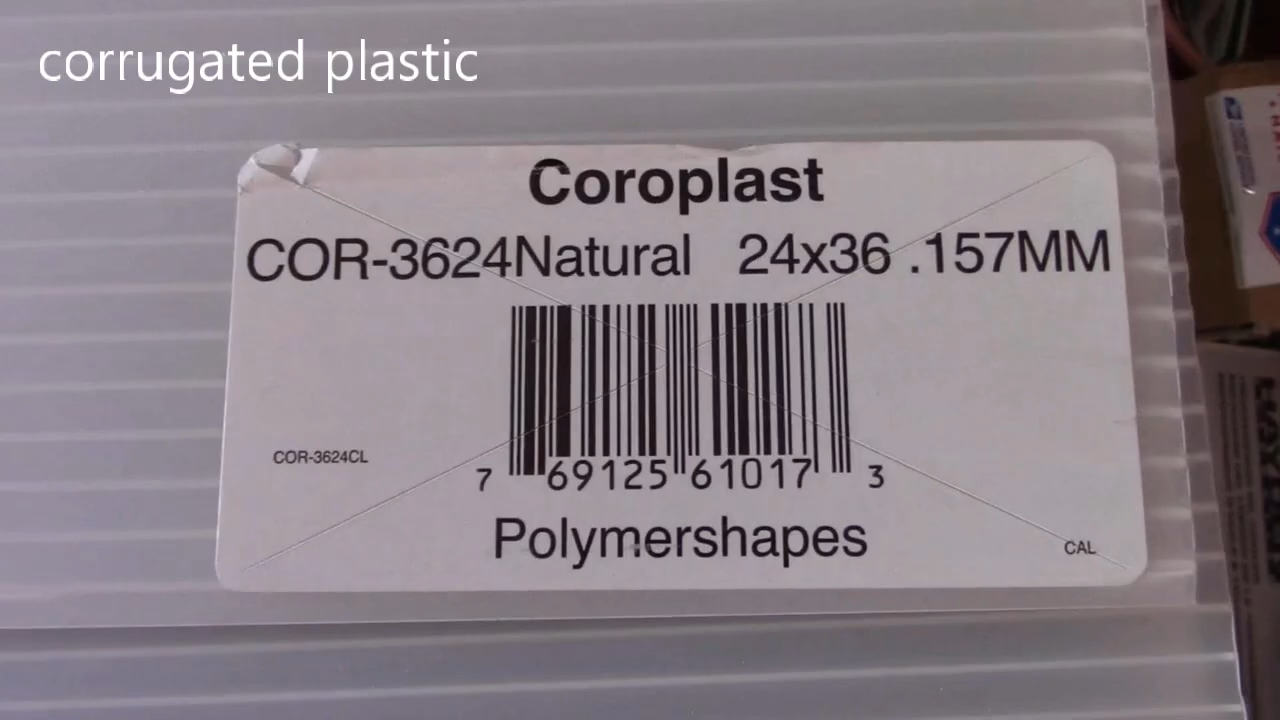 corrugated plastic
Coroplast
COR-3624Natural 24x36 .157MM
COR-3624CL
7 69125 61017 3
Polymershapes
CAL